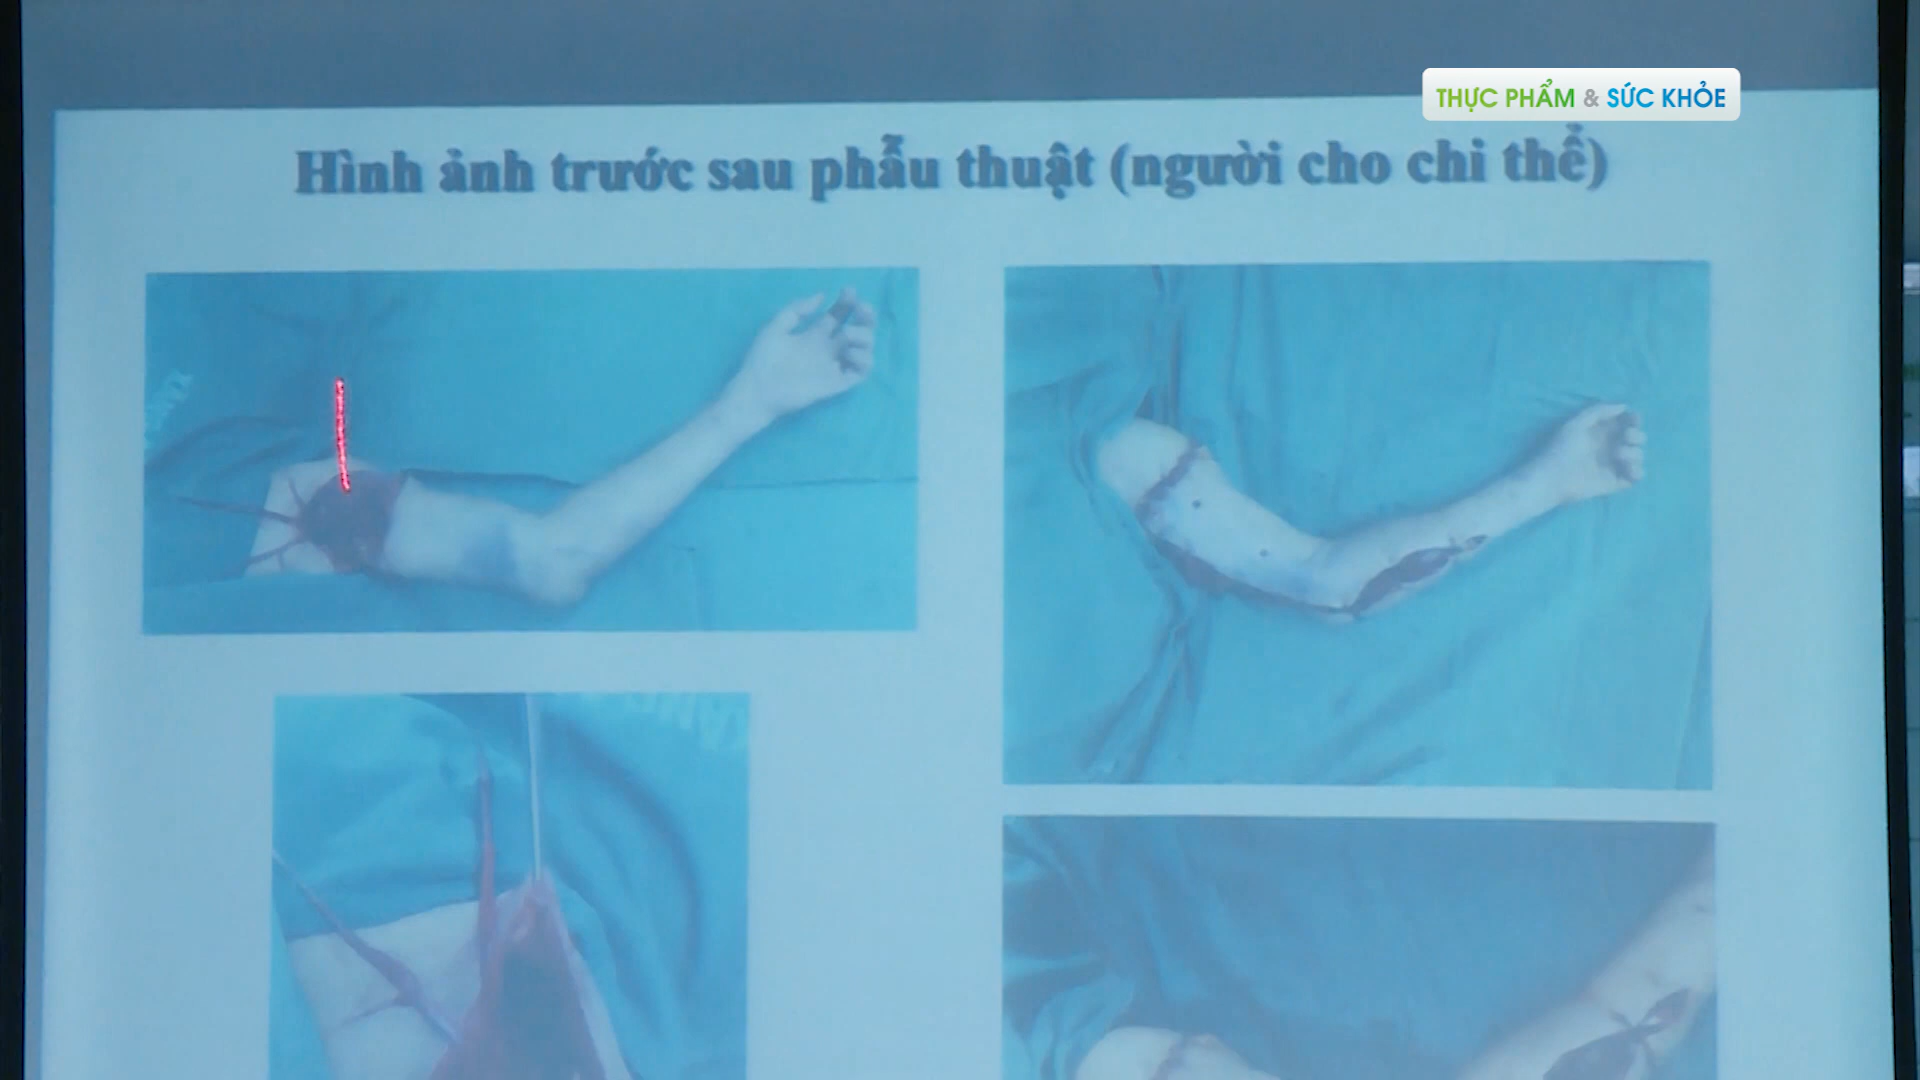 THỰC PHẨM & SỨC KHỎE
Hình ảnh trước sau phẫu thuật (người cho chi thể)